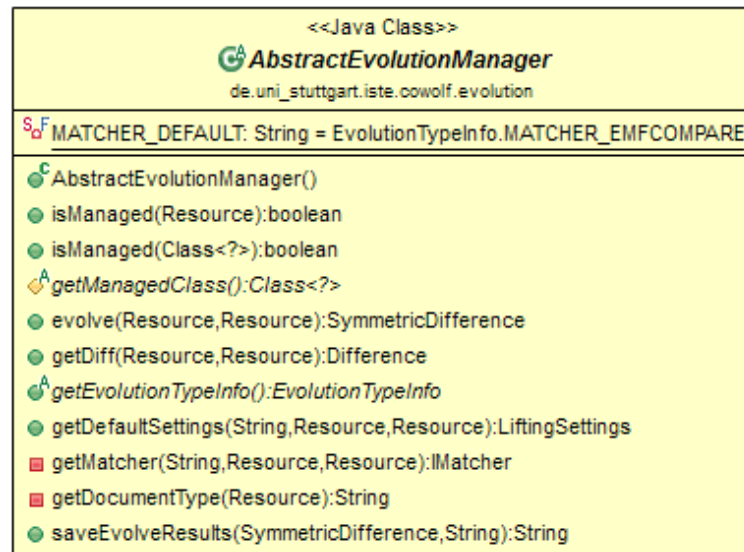 <<Java Class>>
AbstractEvolutionManager
de.uni_stuttgart.iste.cowolf.evolution
MATCHER_DEFAULT: String = EvolutionTypeInfo.MATCHER_EMFCOMPARE
AbstractEvolutionManager()
isManaged(Resource):boolean
isManaged(Class<?>):boolean
getManagedClass():Class<?>
evolve(Resource,Resource):SymmetricDifference
getDiff(Resource,Resource):Difference
getEvolutionTypeInfo():EvolutionTypeInfo
getDefaultSettings(String,Resource,Resource):LiftingSettings
getMatcher(String,Resource,Resource):IMatcher
getDocumentType(Resource):String
saveEvolveResults(SymmetricDifference,String):String